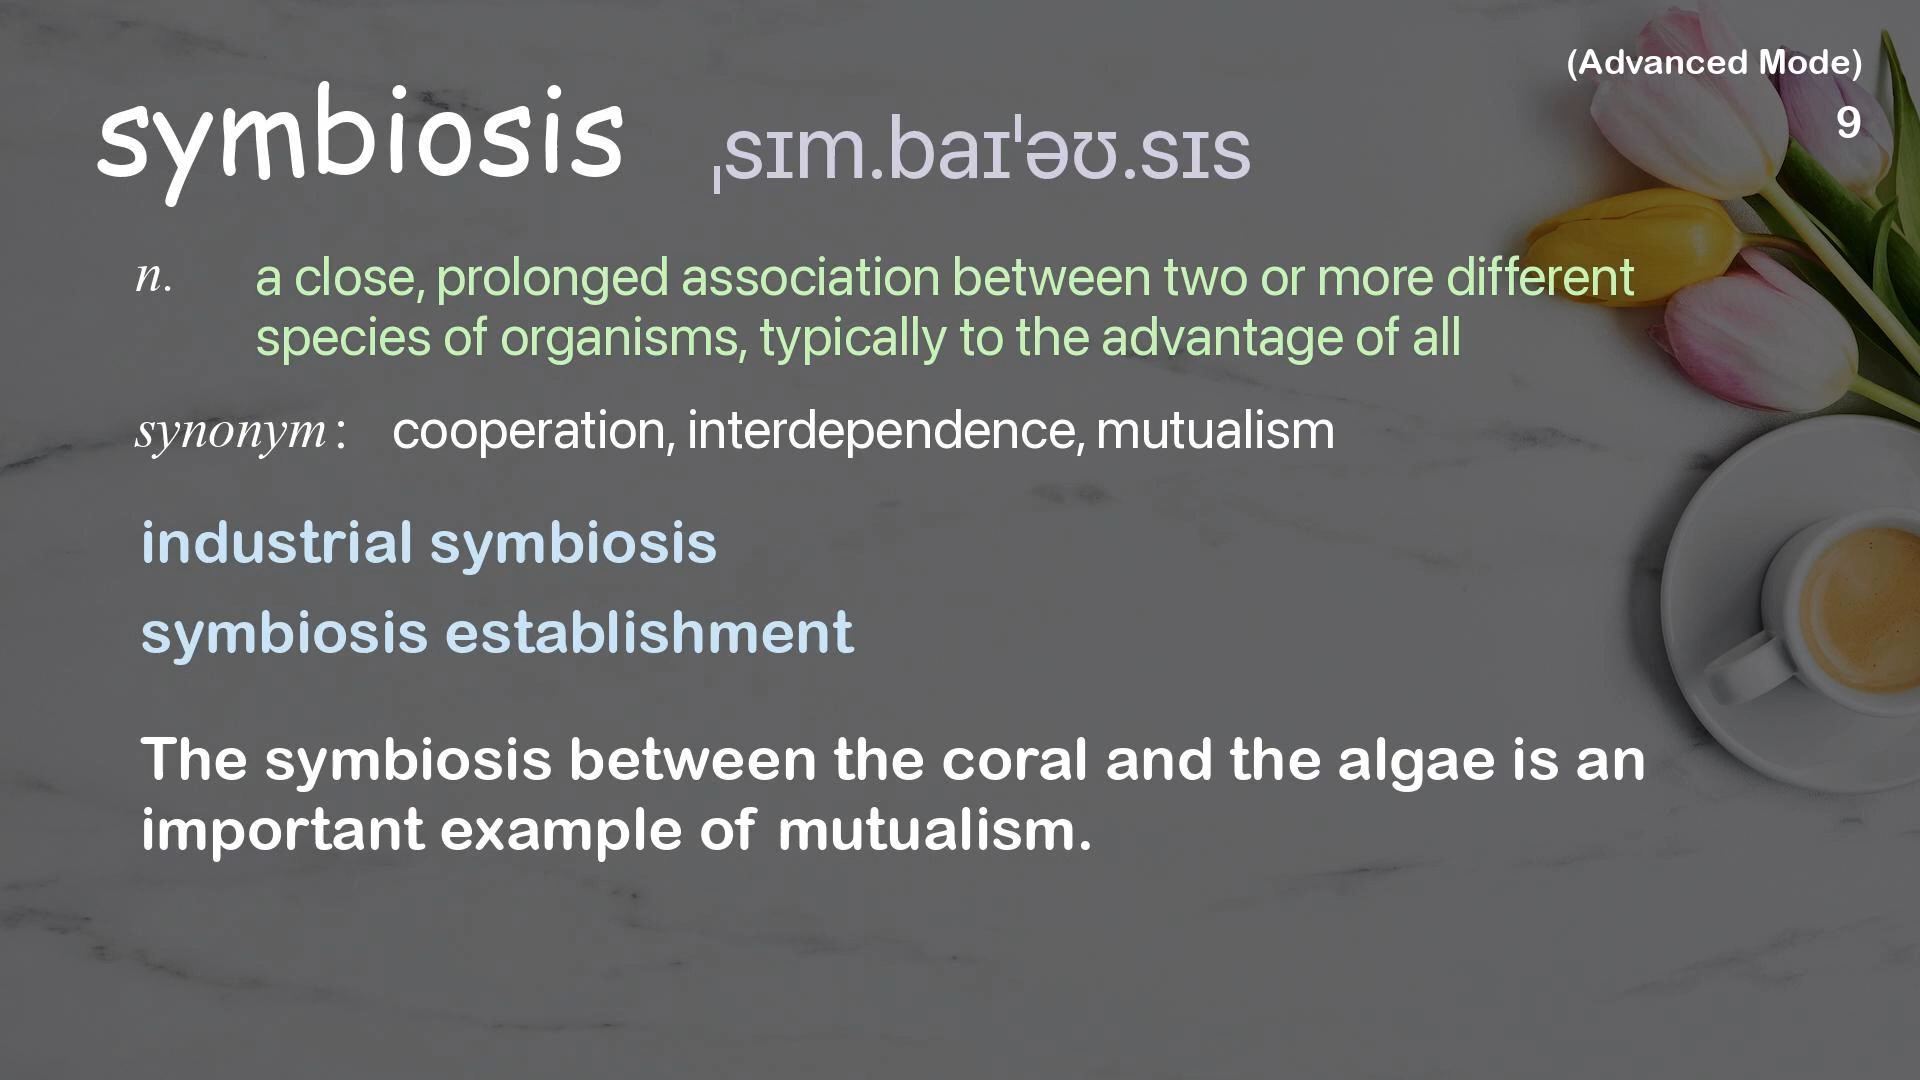 (Advanced Mode)
symbiosis ˌsɪm.baɪˈəʊ.sɪs
9
n. a close, prolonged association between two or more different
species of organisms, typically to the advantage of all
synonym: cooperation, interdependence, mutualism
industrial symbiosis
symbiosis establishment
The symbiosis between the coral and the algae is an
important example of mutualism.